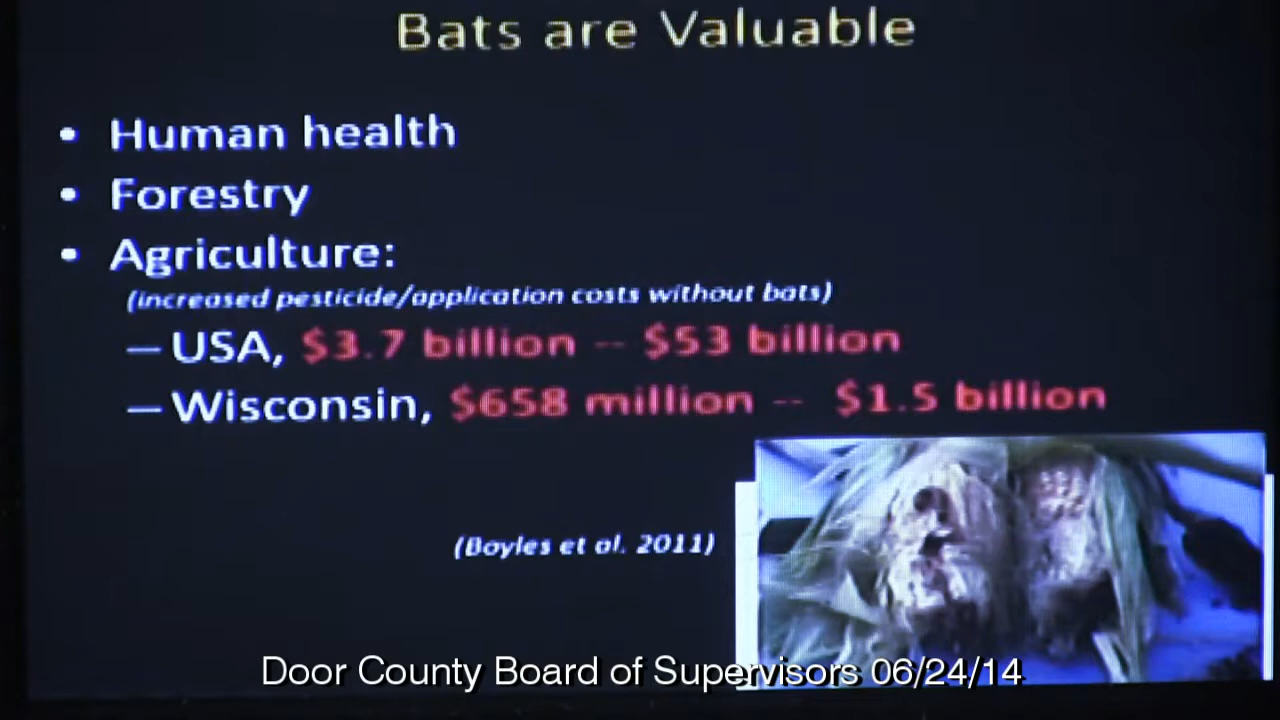 Bats are Valuable
• Human health
• Forestry
• Agriculture:
(increased pesticide/application costs without bats)
– USA, $3.7 billion -- $53 billion
– Wisconsin, $658 million -- $1.5 billion
(Boyles et al. 2011)
Door County Board of Supervisors 06/24/14